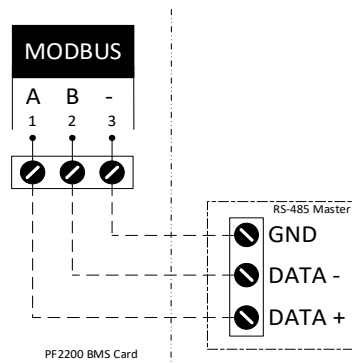 MODBUS
A B -
1 2 3
RS-485 Master
GND
DATA -
DATA +
PF2200 BMS Card